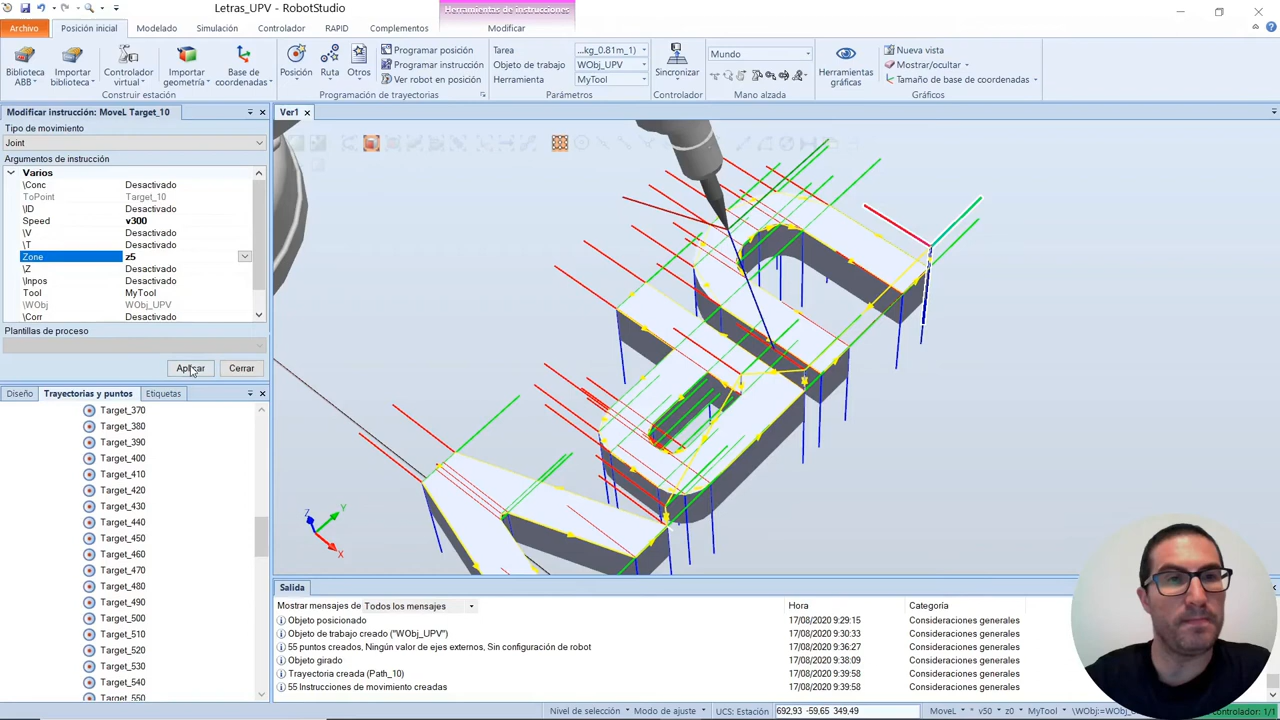 Letras_UPV - RobotStudio
Herramientas de instrucciones
Archivo
Posición inicial
Modelado
Simulación
Controlador
RAPID
Complementos
Modificar
Biblioteca ABB
Importar biblioteca
Controlador virtual
Importar geometría
Base de coordenadas
Construir estación
Posición
Ruta
Otros
Programar posición
Programar instrucción
Ver robot en posición
Programación de trayectorias
Tarea
...kg_0.81m_1)
Objeto de trabajo
WObj_UPV
Herramienta
MyTool
Parámetros
Sincronizar
Controlador
Mundo
Mano alzada
Herramientas gráficas
Nueva vista
Mostrar/ocultar
Tamaño de base de coordenadas
Gráficos
Modificar instrucción: MoveL Target_10
Ver1
Tipo de movimiento
Joint
Argumentos de instrucción
Varios
\Conc Desactivado
ToPoint Target_10
\ID Desactivado
Speed v300
\V Desactivado
\T Desactivado
Zone z5
\Z Desactivado
\Inpos Desactivado
Tool MyTool
\WObj WObj_UPV
\Corr Desactivado
Plantillas de proceso
Aplicar
Cerrar
Diseño
Trayectorias y puntos
Etiquetas
Target_370
Target_380
Target_390
Target_400
Target_410
Target_420
Target_430
Target_440
Target_450
Target_460
Target_470
Target_480
Target_490
Target_500
Target_510
Target_520
Target_530
Target_540
Target_550
Z
Y
X
Salida
Mostrar mensajes de Todos los mensajes
Hora
Categoría
Objeto posicionado 17/08/2020 9:29:15 Consideraciones generales
Objeto de trabajo creado ("WObj_UPV") 17/08/2020 9:30:33 Consideraciones generales
55 puntos creados, Ningún valor de ejes externos, Sin configuración de robot 17/08/2020 9:36:27 Consideraciones generales
Objeto girado 17/08/2020 9:38:09 Consideraciones generales
Trayectoria creada (Path_10) 17/08/2020 9:39:58 Consideraciones generales
55 Instrucciones de movimiento creadas 17/08/2020 9:39:58 Consideraciones generales
Nivel de selección
Modo de ajuste
UCS: Estación
692,93 -59,65 349,49
MoveL * v50 z0 MyTool
controlador: 1/1